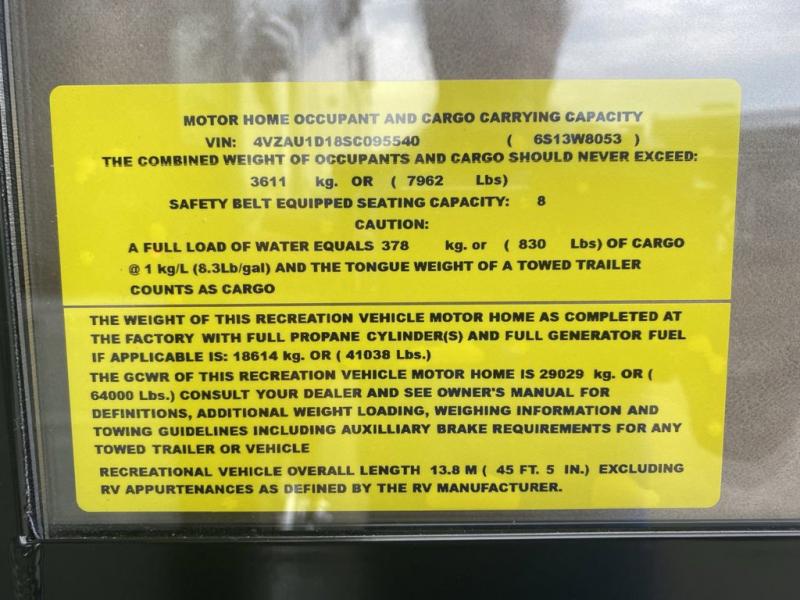 MOTOR HOME OCCUPANT AND CARGO CARRYING CAPACITY
VIN: 4VZAU1D18SC095540 ( 6S13W8053 )
THE COMBINED WEIGHT OF OCCUPANTS AND CARGO SHOULD NEVER EXCEED:
3611 kg. OR ( 7962 Lbs)
SAFETY BELT EQUIPPED SEATING CAPACITY: 8
CAUTION:
A FULL LOAD OF WATER EQUALS 378 kg. or ( 830 Lbs) OF CARGO
@ 1 kg/L (8.3Lb/gal) AND THE TONGUE WEIGHT OF A TOWED TRAILER
COUNTS AS CARGO
THE WEIGHT OF THIS RECREATION VEHICLE MOTOR HOME AS COMPLETED AT
THE FACTORY WITH FULL PROPANE CYLINDER(S) AND FULL GENERATOR FUEL
IF APPLICABLE IS: 18614 kg. OR ( 41038 Lbs.)
THE GCWR OF THIS RECREATION VEHICLE MOTOR HOME IS 29029 kg. OR (
64000 Lbs.) CONSULT YOUR DEALER AND SEE OWNER'S MANUAL FOR
DEFINITIONS, ADDITIONAL WEIGHT LOADING, WEIGHING INFORMATION AND
TOWING GUIDELINES INCLUDING AUXILLIARY BRAKE REQUIREMENTS FOR ANY
TOWED TRAILER OR VEHICLE
RECREATIONAL VEHICLE OVERALL LENGTH 13.8 M ( 45 FT. 5 IN.) EXCLUDING
RV APPURTENANCES AS DEFINED BY THE RV MANUFACTURER.